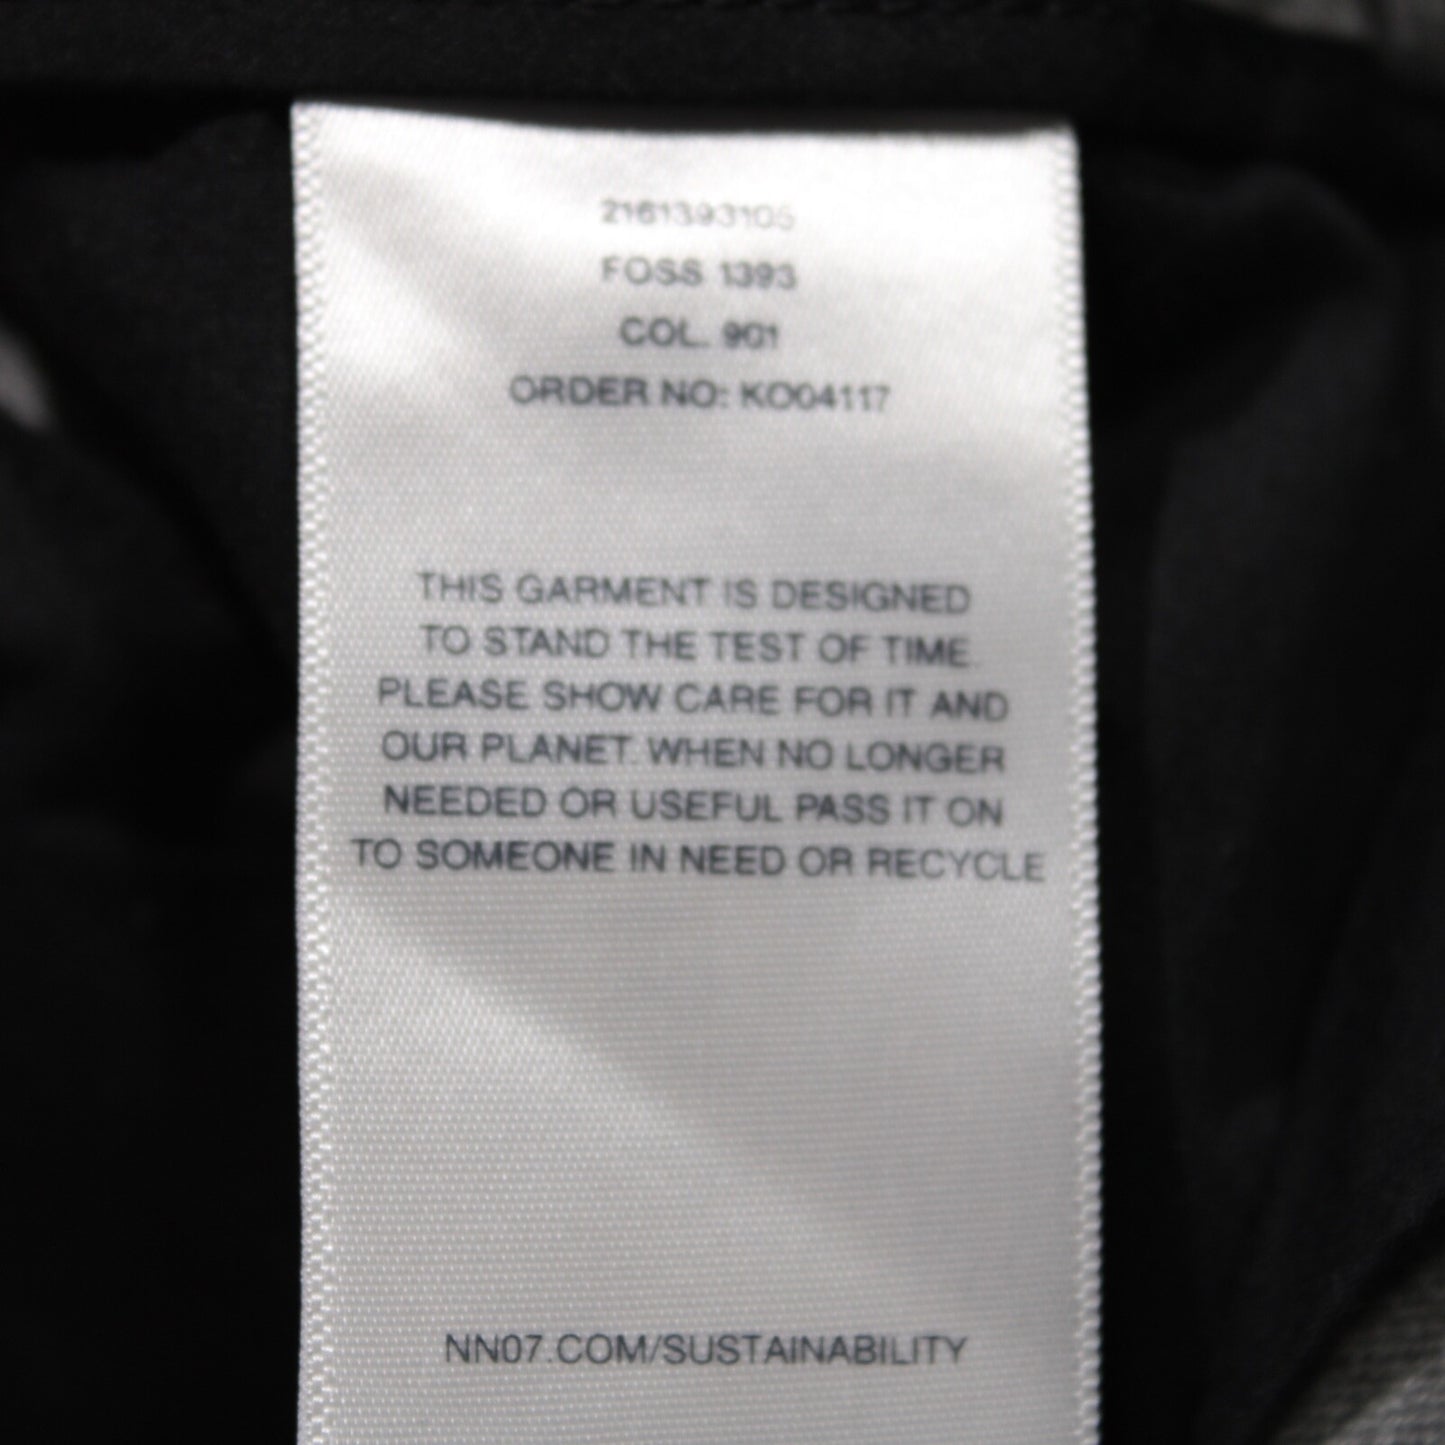 2161393105
FOSS 1393
COL. 901
ORDER NO: KO04117
THIS GARMENT IS DESIGNED
TO STAND THE TEST OF TIME.
PLEASE SHOW CARE FOR IT AND
OUR PLANET. WHEN NO LONGER
NEEDED OR USEFUL PASS IT ON
TO SOMEONE IN NEED OR RECYCLE
NN07.COM/SUSTAINABILITY